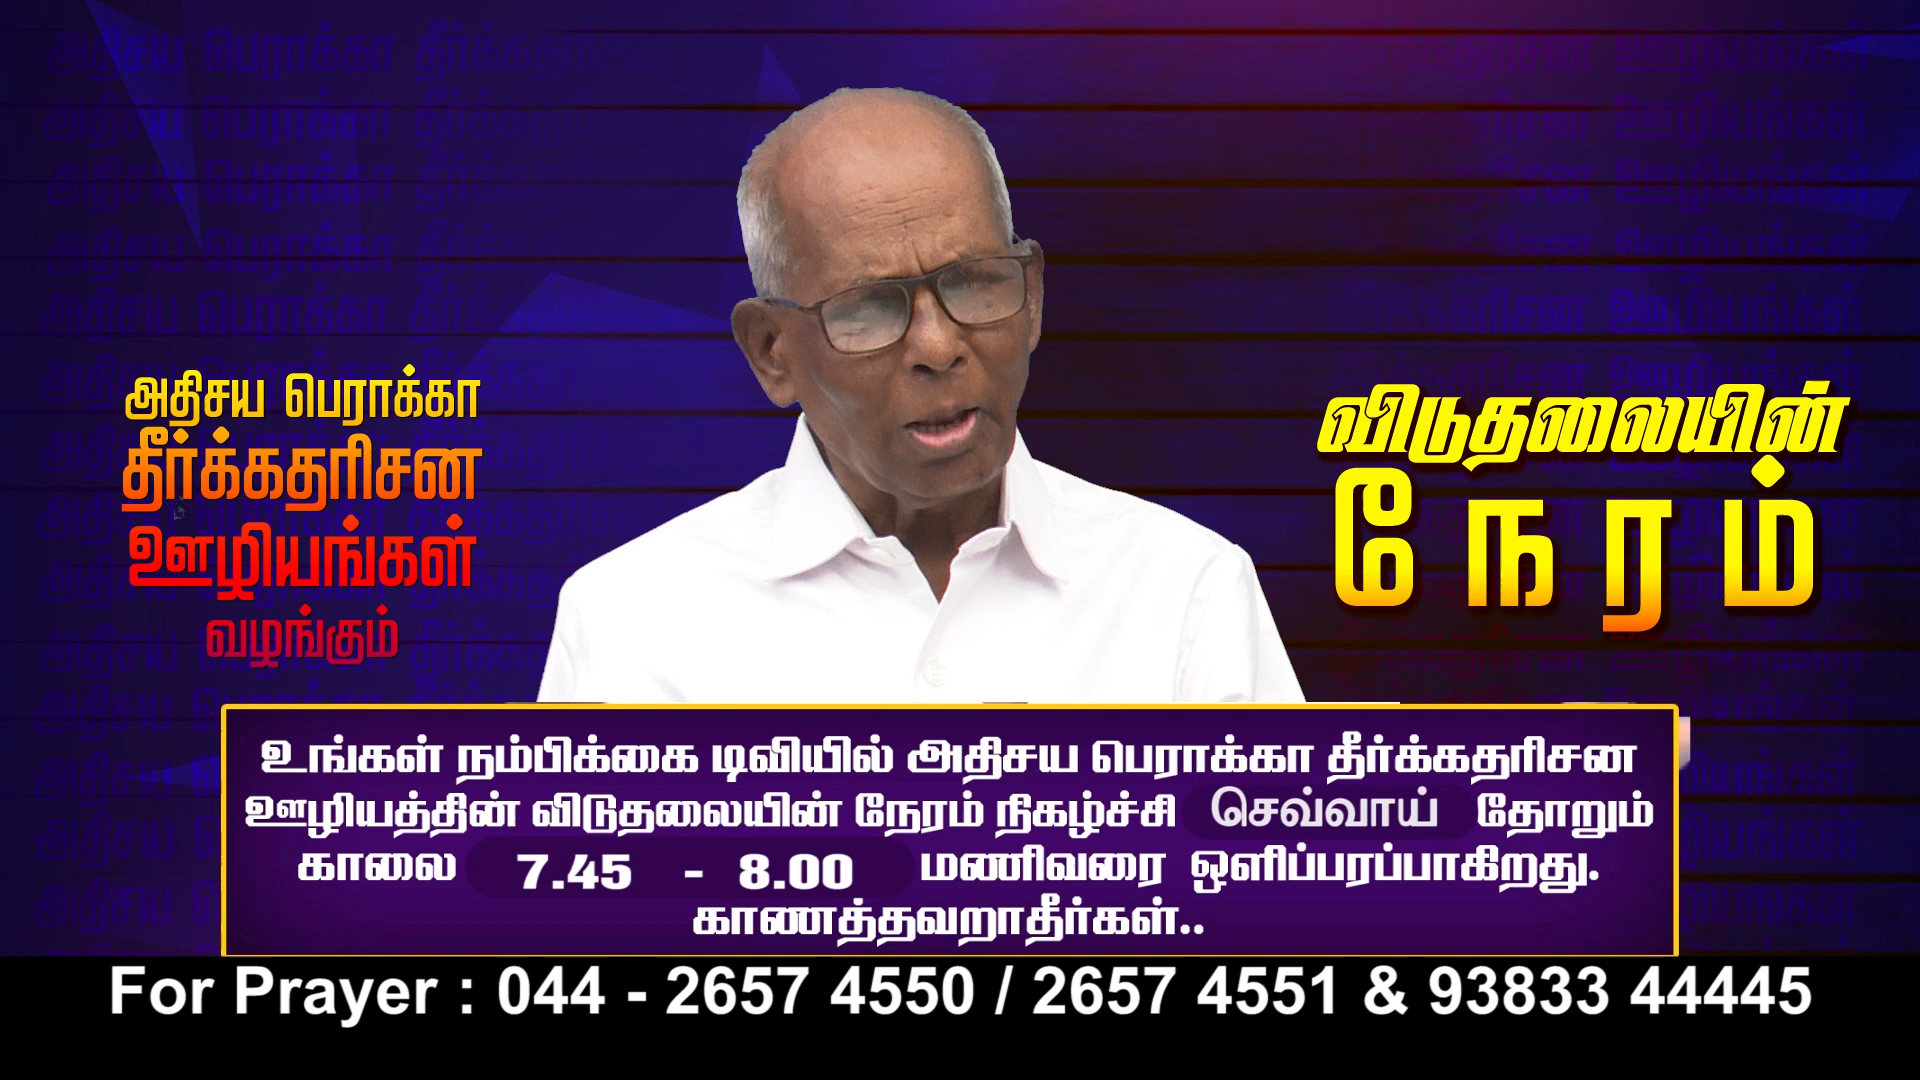 அதிசய பெராக்கா
தீர்க்கதரிசன
ஊழியங்கள்
வழங்கும்
விடுதலையின்
நேரம்
உங்கள் நம்பிக்கை டிவியில் அதிசய பெராக்கா தீர்க்கதரிசன
ஊழியத்தின் விடுதலையின் நேரம் நிகழ்ச்சி செவ்வாய் தோறும்
காலை 7.45 - 8.00 மணிவரை ஒளிப்பரப்பாகிறது.
காணத்தவறாதீர்கள்..
For Prayer : 044 - 2657 4550 / 2657 4551 & 93833 44445